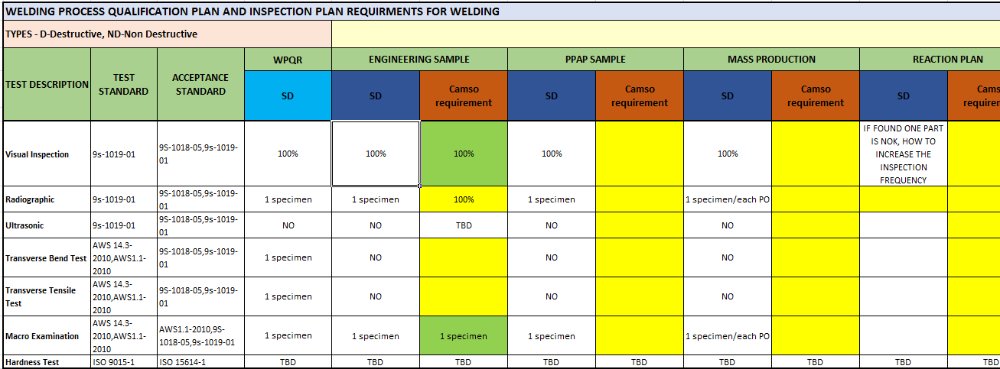 WELDING PROCESS QUALIFICATION PLAN AND INSPECTION PLAN REQUIRMENTS FOR WELDING
TYPES - D-Destructive, ND-Non Destructive
TEST DESCRIPTION
TEST
STANDARD
ACCEPTANCE
STANDARD
WPQR
ENGINEERING SAMPLE
PPAP SAMPLE
MASS PRODUCTION
REACTION PLAN
SD
SD
Camso
requirement
SD
Camso
requirement
SD
Camso
requirement
SD
Cams
requirer
Visual Inspection
9s-1019-01
9S-1018-05,9s-1019-
01
100%
100%
100%
100%
100%
IF FOUND ONE PART
IS NOK, HOW TO
INCREASE THE
INSPECTION
FREQUENCY
Radiographic
9s-1019-01
9S-1018-05,9s-1019-
01
1 specimen
1 specimen
100%
1 specimen
1 specimen/each PO
Ultrasonic
9s-1019-01
9S-1018-05,9s-1019-
01
NO
NO
TBD
NO
NO
Transverse Bend Test
AWS 14.3-
2010,AWS1.1-
2010
9S-1018-05,9s-1019-
01
1 specimen
NO
NO
NO
Transverse Tensile
Test
AWS 14.3-
2010,AWS1.1-
2010
9S-1018-05,9s-1019-
01
1 specimen
NO
NO
NO
Macro Examination
AWS 14.3-
2010,AWS1.1-
2010
AWS1.1-2010,9S-
1018-05,9s-1019-01
1 specimen
1 specimen
1 specimen
1 specimen
1 specimen/each PO
Hardness Test
ISO 9015-1
ISO 15614-1
TBD
TBD
TBD
TBD
TBD
TBD
TBD
TBD
TBD